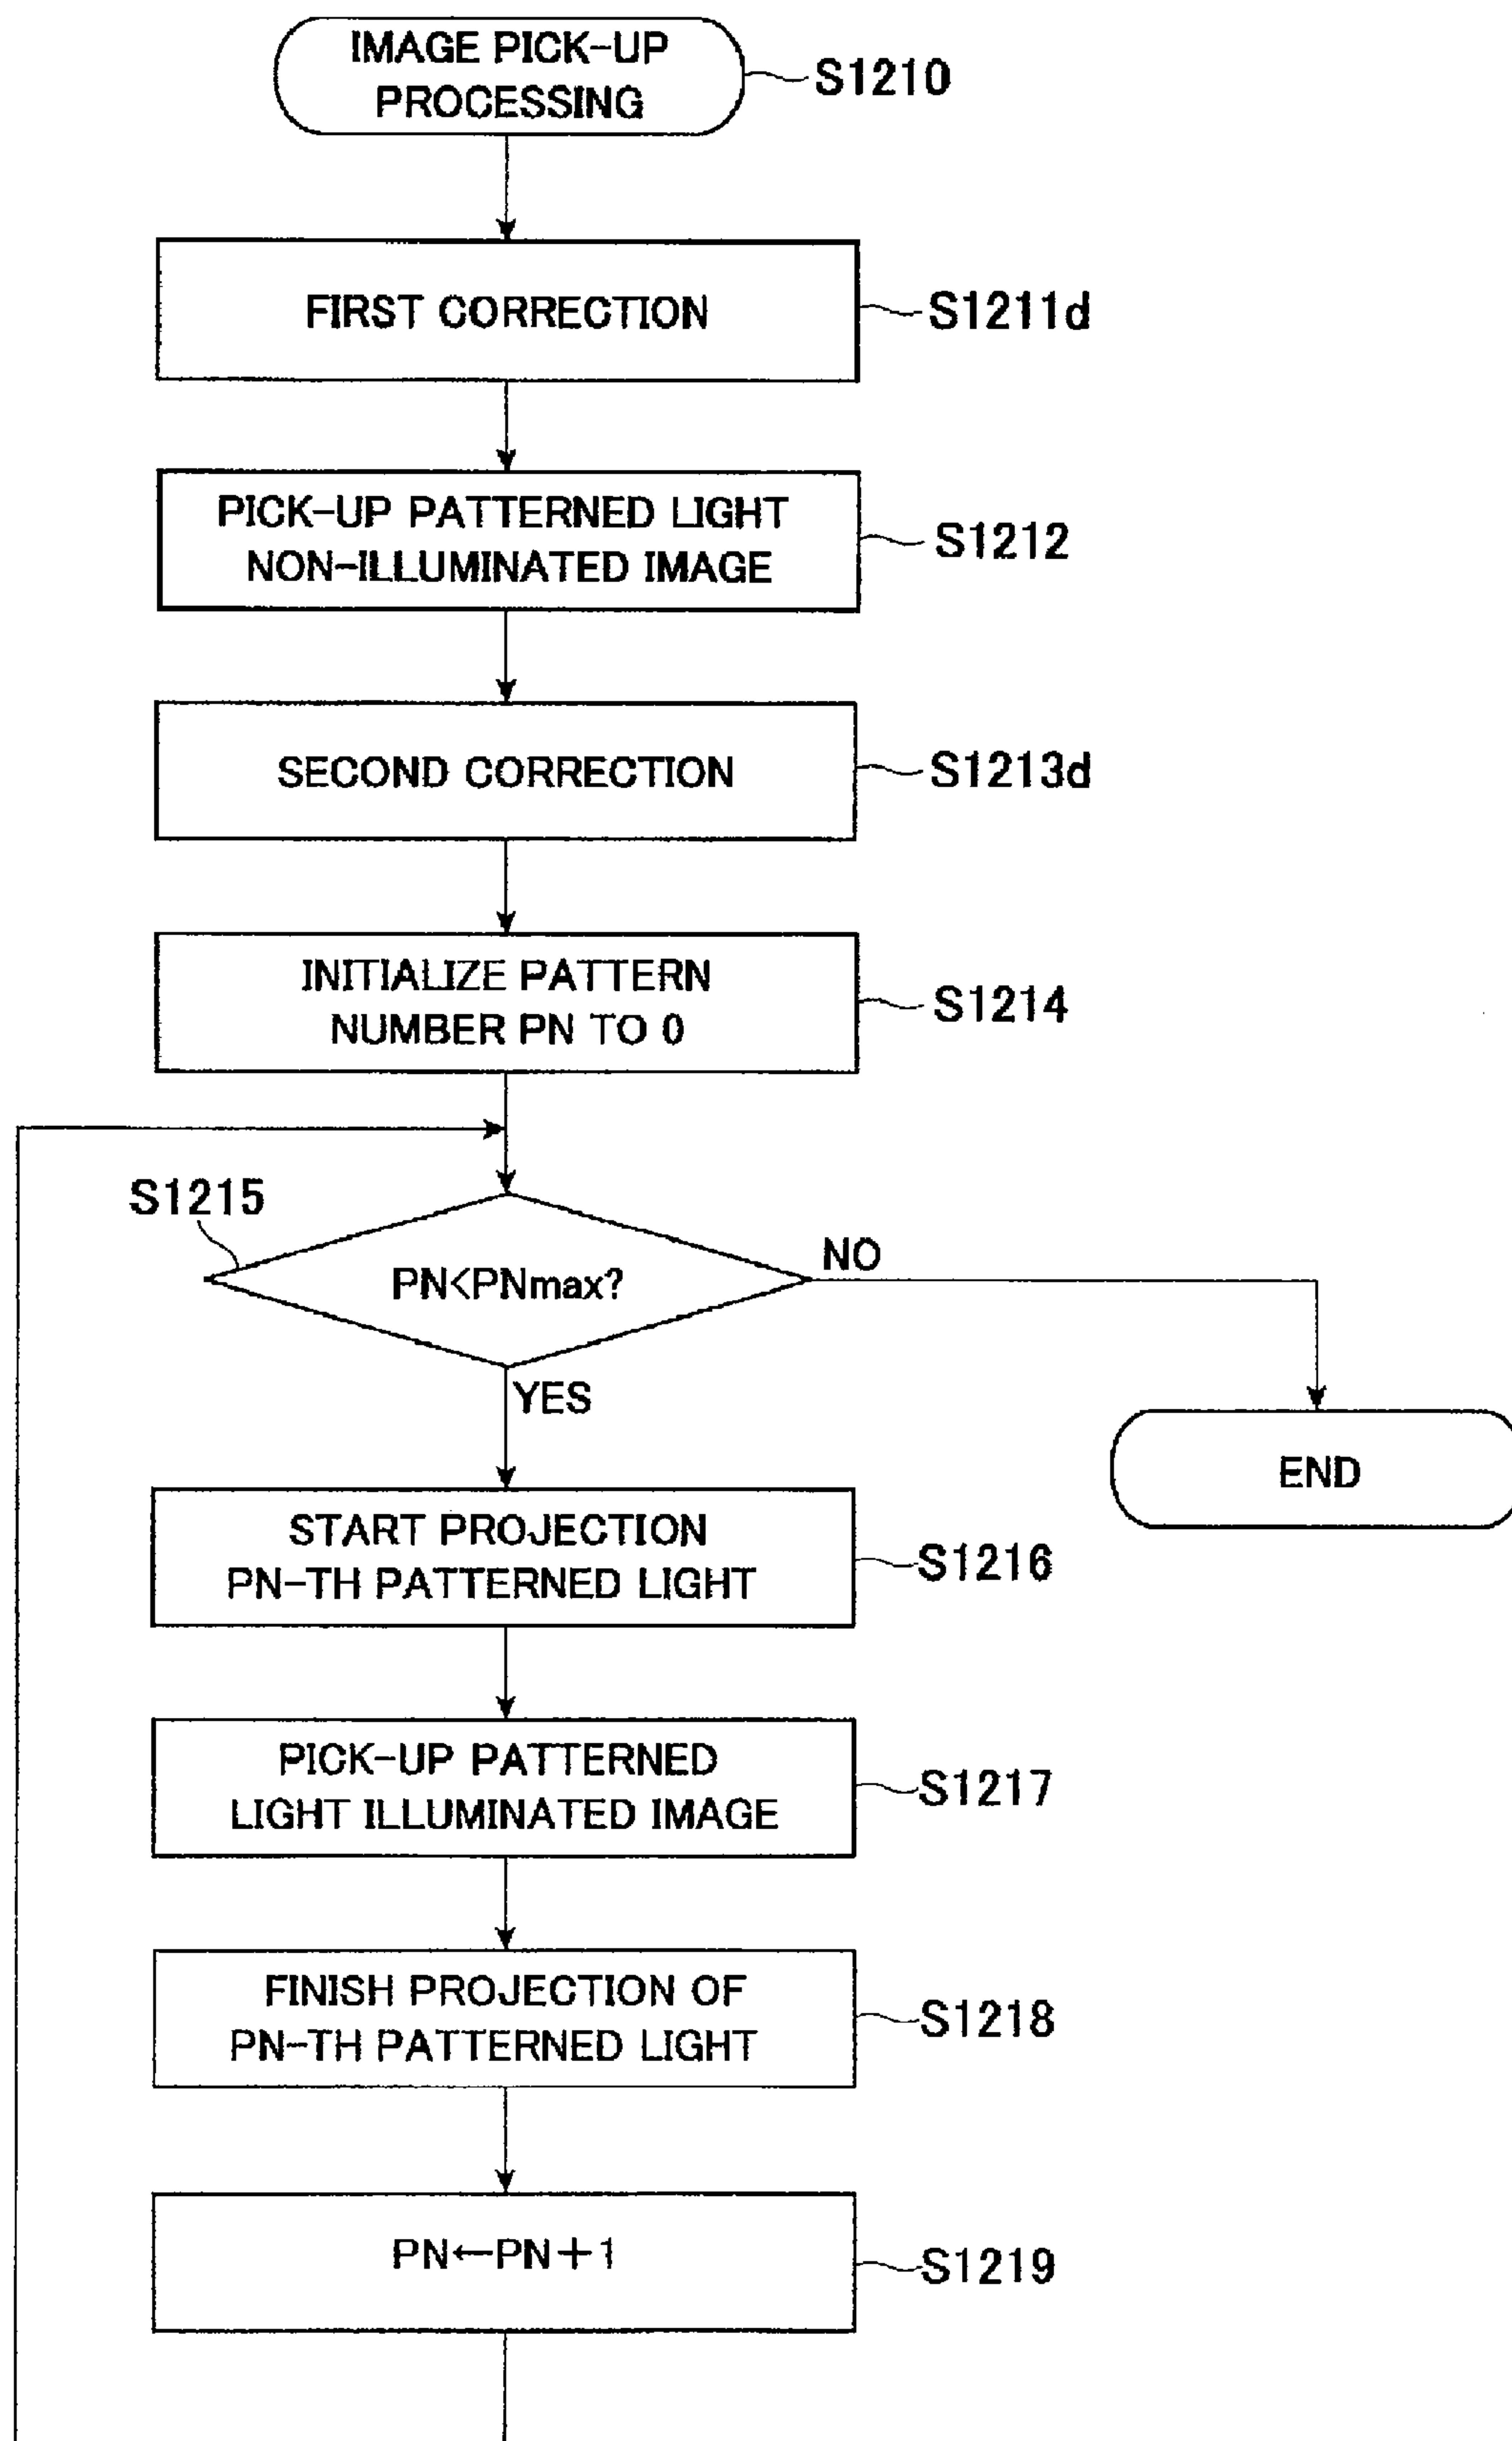 IMAGE PICK-UP
PROCESSING
S1210
FIRST CORRECTION
S1211d
PICK-UP PATTERNED LIGHT
NON-ILLUMINATED IMAGE
S1212
SECOND CORRECTION
S1213d
INITIALIZE PATTERN
NUMBER PN TO 0
S1214
S1215
PN<PNmax?
NO
YES
END
START PROJECTION
PN-TH PATTERNED LIGHT
S1216
PICK-UP PATTERNED
LIGHT ILLUMINATED IMAGE
S1217
FINISH PROJECTION OF
PN-TH PATTERNED LIGHT
S1218
PN←PN+1
S1219